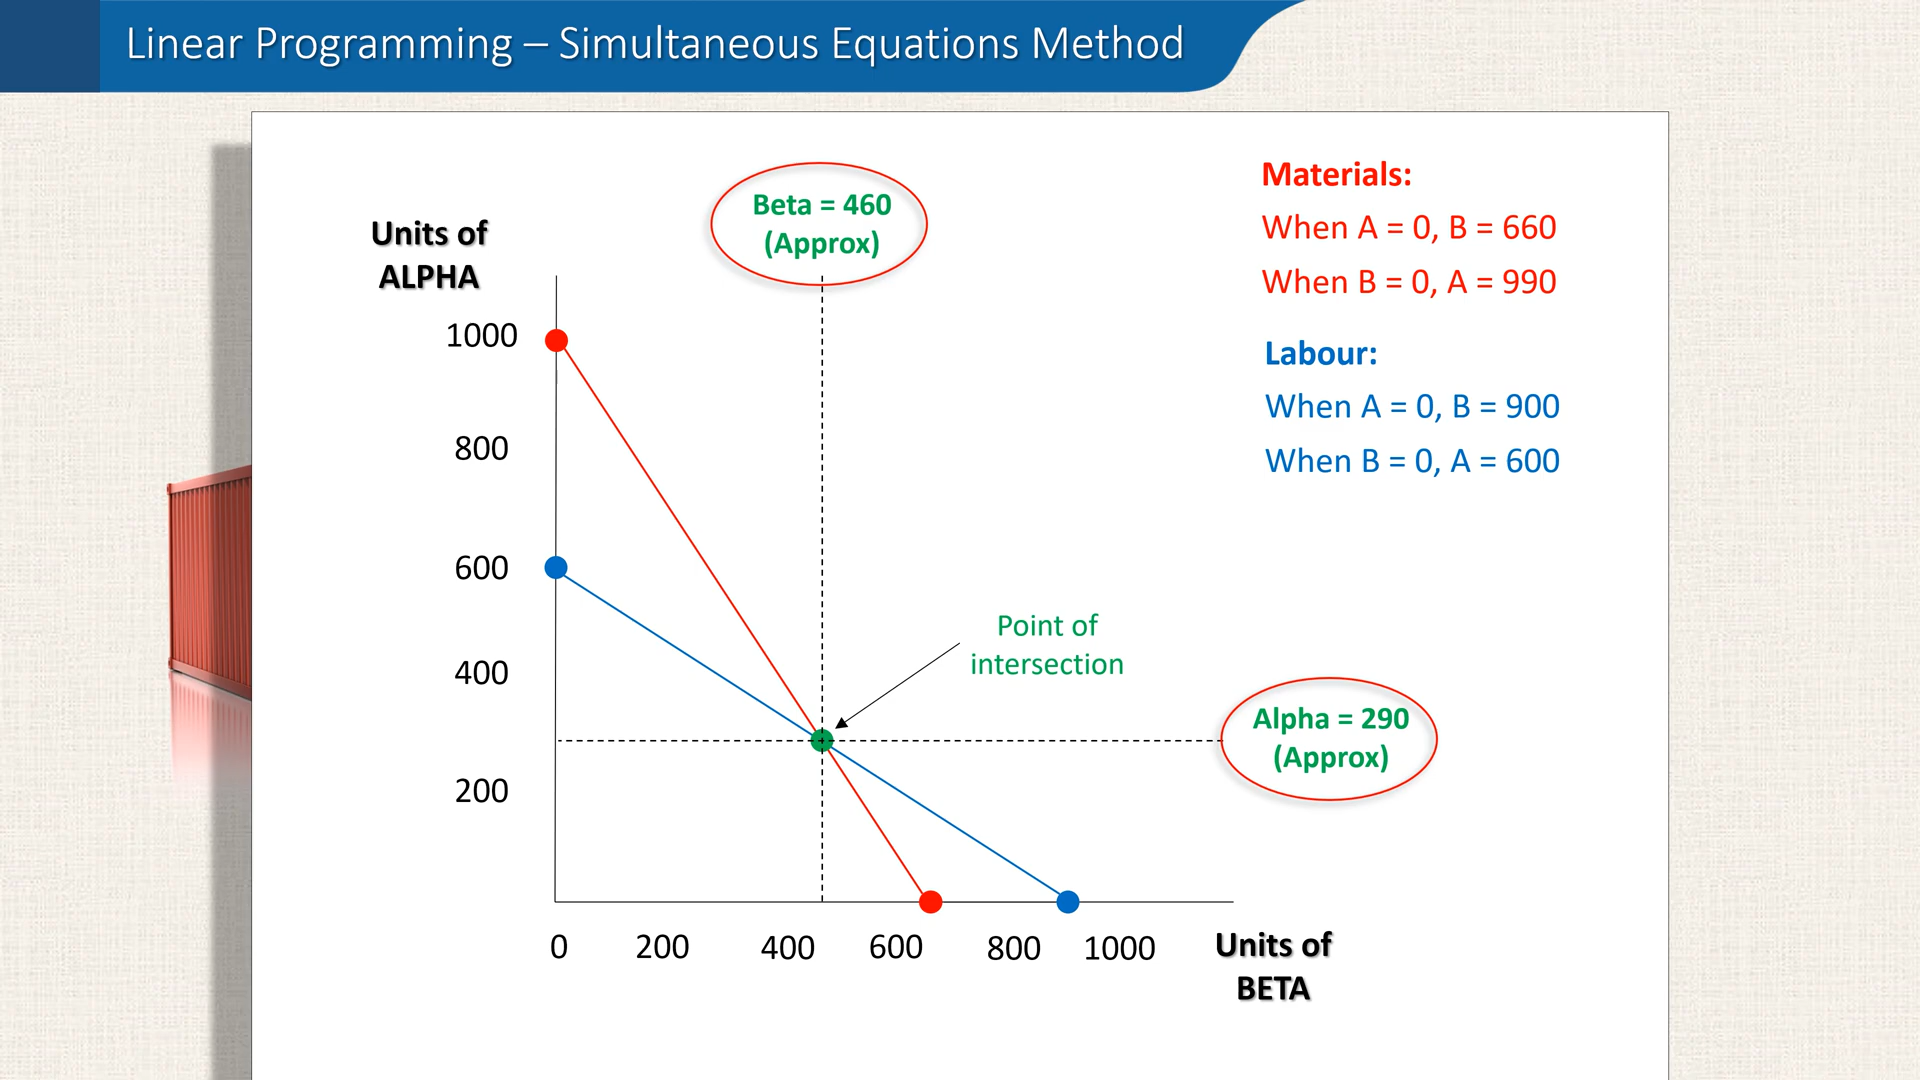 Linear Programming – Simultaneous Equations Method
Beta = 460
(Approx)
Materials:
When A = 0, B = 660
When B = 0, A = 990
Labour:
When A = 0, B = 900
When B = 0, A = 600
Units of
ALPHA
1000
800
600
400
200
Point of
intersection
Alpha = 290
(Approx)
0 200 400 600 800 1000
Units of
BETA